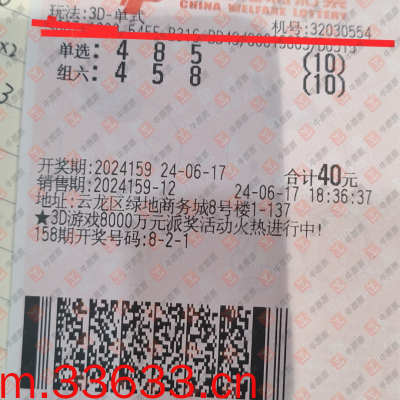 CHINA WELFARE LOTTERY
玩法:3D-单式 机号:32030554
单选: 4 8 5 (10)
组六: 4 5 8 (10)
开奖期:2024159 24-06-17 合计40元
销售期:2024159-12 24-06-17 18:36:37
地址:云龙区绿地商务城8号楼1-137
★3D游戏8000万元派奖活动火热进行中!
158期开奖号码:8-2-1
m.33633.cn